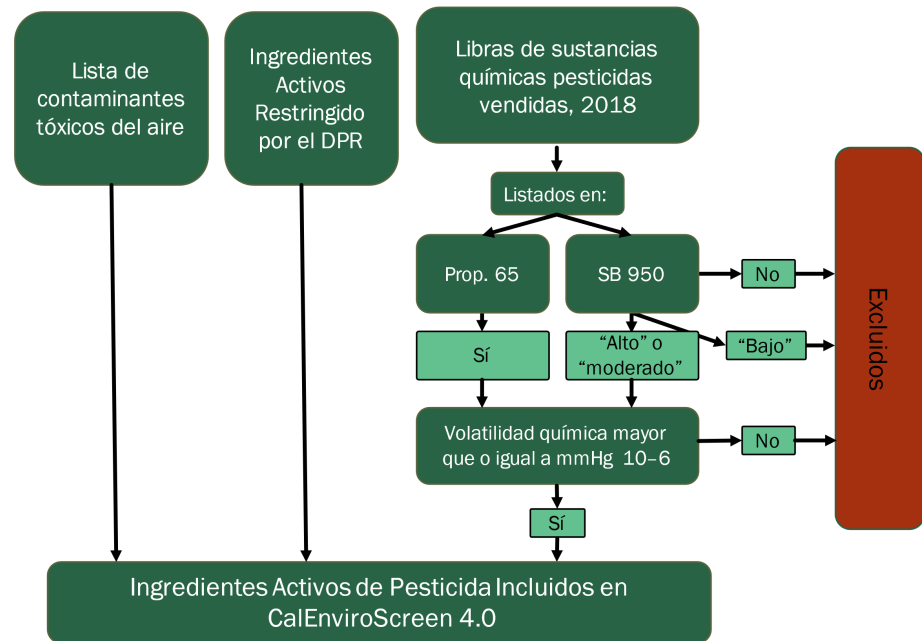 Lista de
contaminantes
tóxicos del aire
Ingredientes
Activos
Restringido
por el DPR
Libras de sustancias
químicas pesticidas
vendidas, 2018
Listados en:
Prop. 65
SB 950
No
Sí
“Alto” o
“moderado”
“Bajo”
Excluidos
Volatilidad química mayor
que o igual a mmHg 10–6
No
Sí
Ingredientes Activos de Pesticida Incluidos en
CalEnviroScreen 4.0